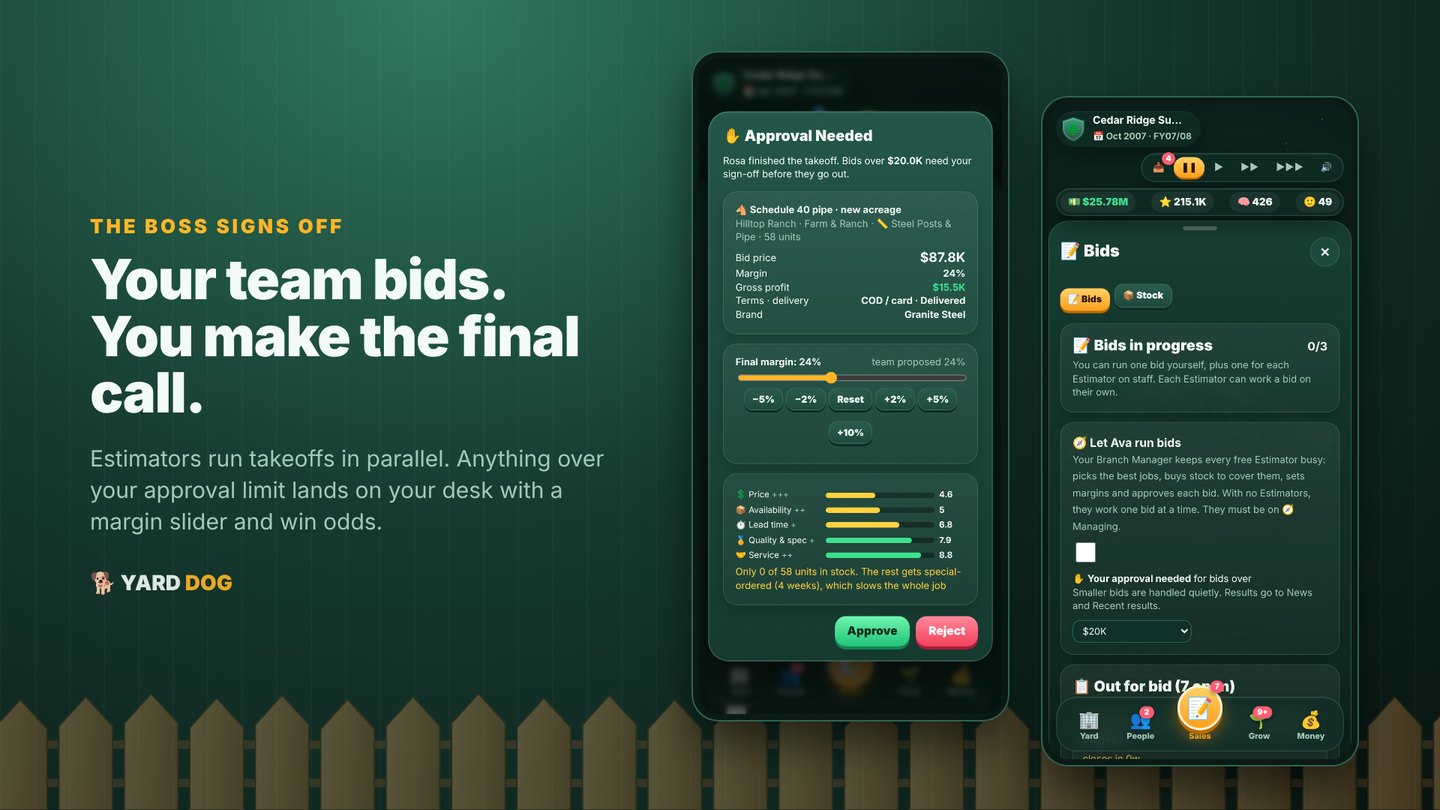 THE BOSS SIGNS OFF
Your team bids.
You make the final
call.
Estimators run takeoffs in parallel. Anything over
your approval limit lands on your desk with a
margin slider and win odds.
YARD DOG
Approval Needed
Rosa finished the takeoff. Bids over $20.0K need your
sign-off before they go out.
Schedule 40 pipe · new acreage
Hilltop Ranch · Farm & Ranch · Steel Posts &
Pipe · 58 units
Bid price $87.8K
Margin 24%
Gross profit $15.5K
Terms · delivery COD / card · Delivered
Brand Granite Steel
Final margin: 24% team proposed 24%
−5% −2% Reset +2% +5%
+10%
Price +++ 4.6
Availability ++ 5
Lead time + 6.8
Quality & spec + 7.9
Service ++ 8.8
Only 0 of 58 units in stock. The rest gets special-
ordered (4 weeks), which slows the whole job
Approve Reject
Cedar Ridge Su...
Oct 2007 · FY07/08
4
$25.78M 215.1K 426 49
Bids
Bids Stock
Bids in progress 0/3
You can run one bid yourself, plus one for each
Estimator on staff. Each Estimator can work a bid on
their own.
Let Ava run bids
Your Branch Manager keeps every free Estimator busy:
picks the best jobs, buys stock to cover them, sets
margins and approves each bid. With no Estimators,
they work one bid at a time. They must be on
Managing.
Your approval needed for bids over
Smaller bids are handled quietly. Results go to News
and Recent results.
$20K
Out for bid (7
7
2 9+
Yard People Sales Grow Money
closes in 0w